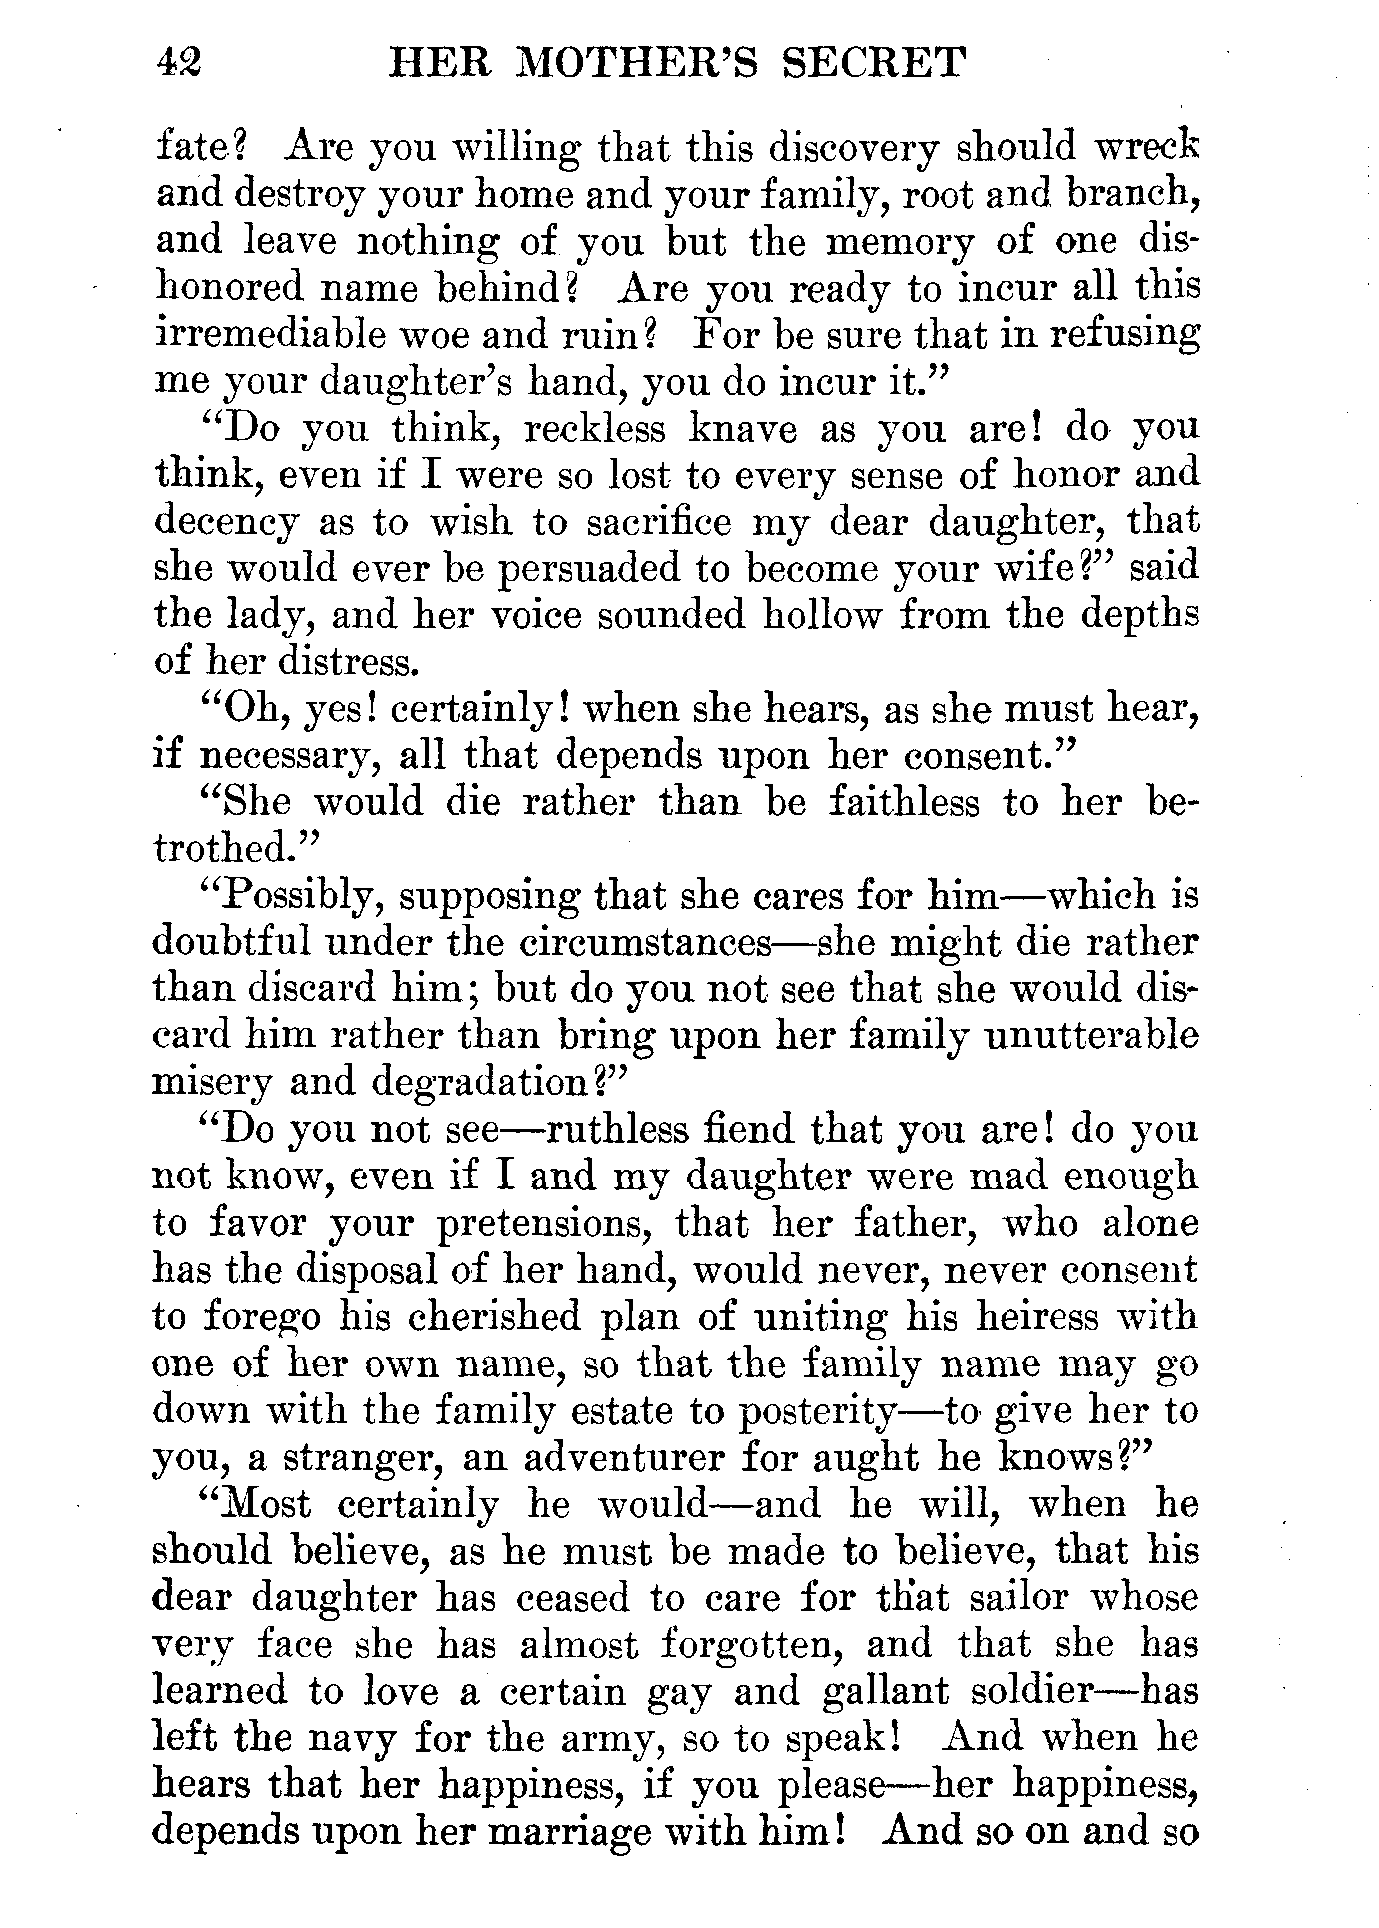 42 HER MOTHER'S SECRET
fate? Are you willing that this discovery should wreck
and destroy your home and your family, root and branch,
and leave nothing of you but the memory of one dis-
honored name behind? Are you ready to incur all this
irremediable woe and ruin? For be sure that in refusing
me your daughter's hand, you do incur it."
"Do you think, reckless knave as you are! do you
think, even if I were so lost to every sense of honor and
decency as to wish to sacrifice my dear daughter, that
she would ever be persuaded to become your wife?" said
the lady, and her voice sounded hollow from the depths
of her distress.
"Oh, yes! certainly! when she hears, as she must hear,
if necessary, all that depends upon her consent."
"She would die rather than be faithless to her be-
trothed."
"Possibly, supposing that she cares for him—which is
doubtful under the circumstances—she might die rather
than discard him; but do you not see that she would dis-
card him rather than bring upon her family unutterable
misery and degradation?"
"Do you not see—ruthless fiend that you are! do you
not know, even if I and my daughter were mad enough
to favor your pretensions, that her father, who alone
has the disposal of her hand, would never, never consent
to forego his cherished plan of uniting his heiress with
one of her own name, so that the family name may go
down with the family estate to posterity—to give her to
you, a stranger, an adventurer for aught he knows?"
"Most certainly he would—and he will, when he
should believe, as he must be made to believe, that his
dear daughter has ceased to care for that sailor whose
very face she has almost forgotten, and that she has
learned to love a certain gay and gallant soldier—has
left the navy for the army, so to speak! And when he
hears that her happiness, if you please—her happiness,
depends upon her marriage with him! And so on and so